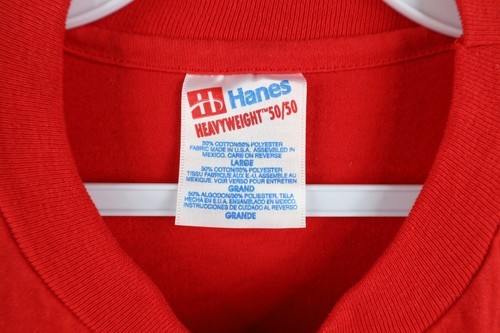 Hanes
HEAVYWEIGHT™ 50/50
50% COTTON/50% POLYESTER
FABRIC MADE IN U.S.A. ASSEMBLED IN
MEXICO. CARE ON REVERSE
LARGE
50% COTON/50% POLYESTER
TISSU FABRIQUÉ AUX E.-U. ASSEMBLÉ AU
MEXIQUE. VOIR VERSO POUR ENTRETIEN
GRAND
50% ALGODON/50% POLIESTER. TELA
HECHA EN E.U.A. ENSAMBLADO EN MEXICO.
INSTRUCCIONES DE CUIDADO AL REVERSO
GRANDE